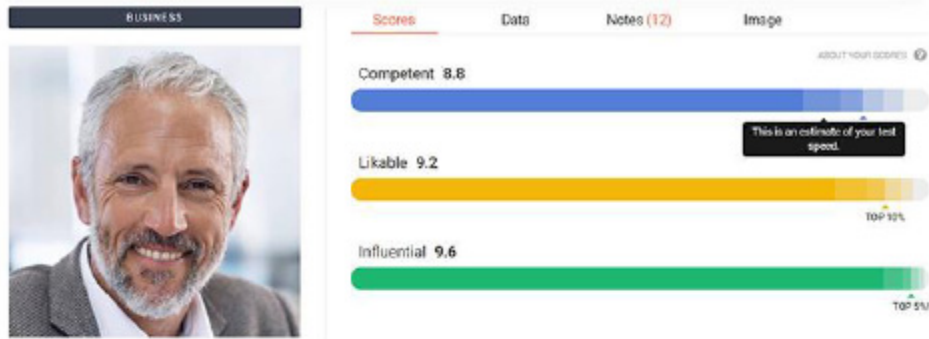 BUSINESS
Scores Data Notes (12) Image
ABOUT YOUR SCORES
Competent 8.8
This is an estimate of your test
speed.
Likable 9.2
TOP 10%
Influential 9.6
TOP 5%